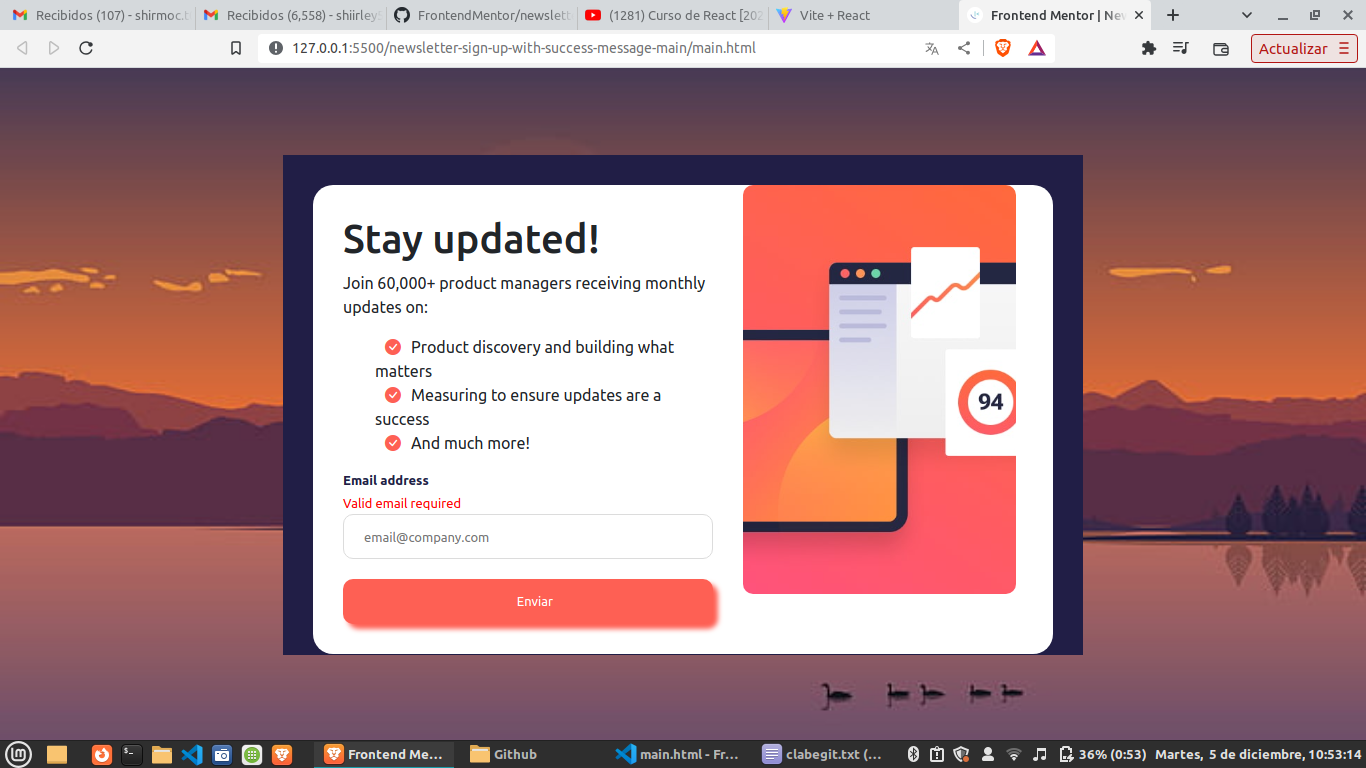 Recibidos (107) - shirmoc.t
Recibidos (6,558) - shiirley
FrontendMentor/newslett
(1281) Curso de React [202
Vite + React
Frontend Mentor | New
127.0.0.1:5500/newsletter-sign-up-with-success-message-main/main.html
Actualizar
Stay updated!
Join 60,000+ product managers receiving monthly
updates on:
Product discovery and building what
matters
Measuring to ensure updates are a
success
And much more!
94
Email address
Valid email required
email@company.com
Enviar
Frontend Me...
Github
main.html - Fr...
clabegit.txt (...
36% (0:53)
Martes, 5 de diciembre, 10:53:14